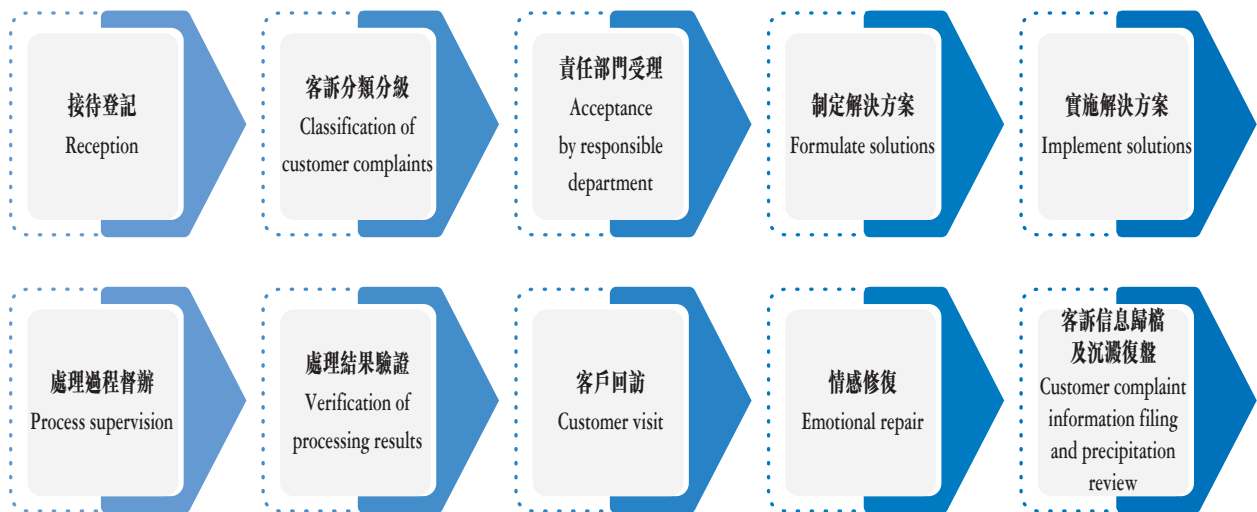 接待登記
Reception
客訴分類分級
Classification of
customer complaints
責任部門受理
Acceptance
by responsible
department
制定解決方案
Formulate solutions
實施解決方案
Implement solutions
處理過程督辦
Process supervision
處理結果驗證
Verification of
processing results
客戶回訪
Customer visit
情感修復
Emotional repair
客訴信息歸檔
及沉澱復盤
Customer complaint
information filing
and precipitation
review